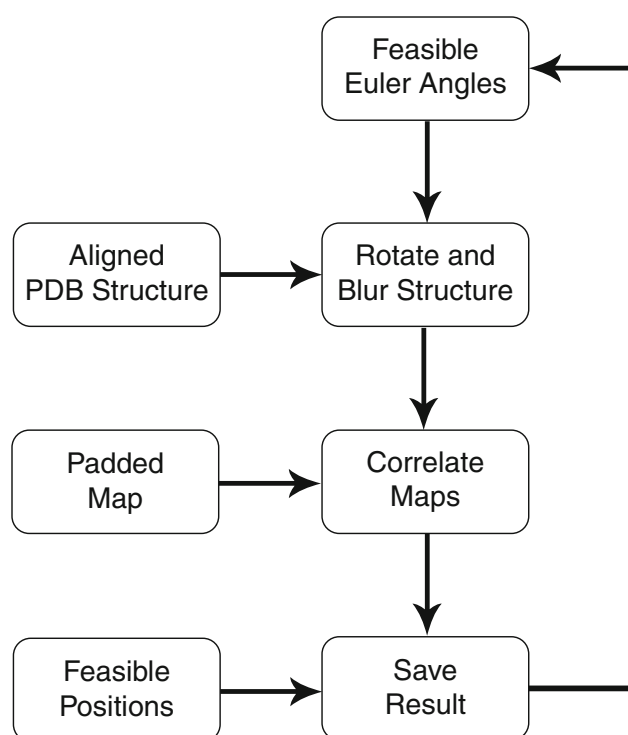 Feasible
Euler Angles
Aligned
PDB Structure
Rotate and
Blur Structure
Padded
Map
Correlate
Maps
Feasible
Positions
Save
Result